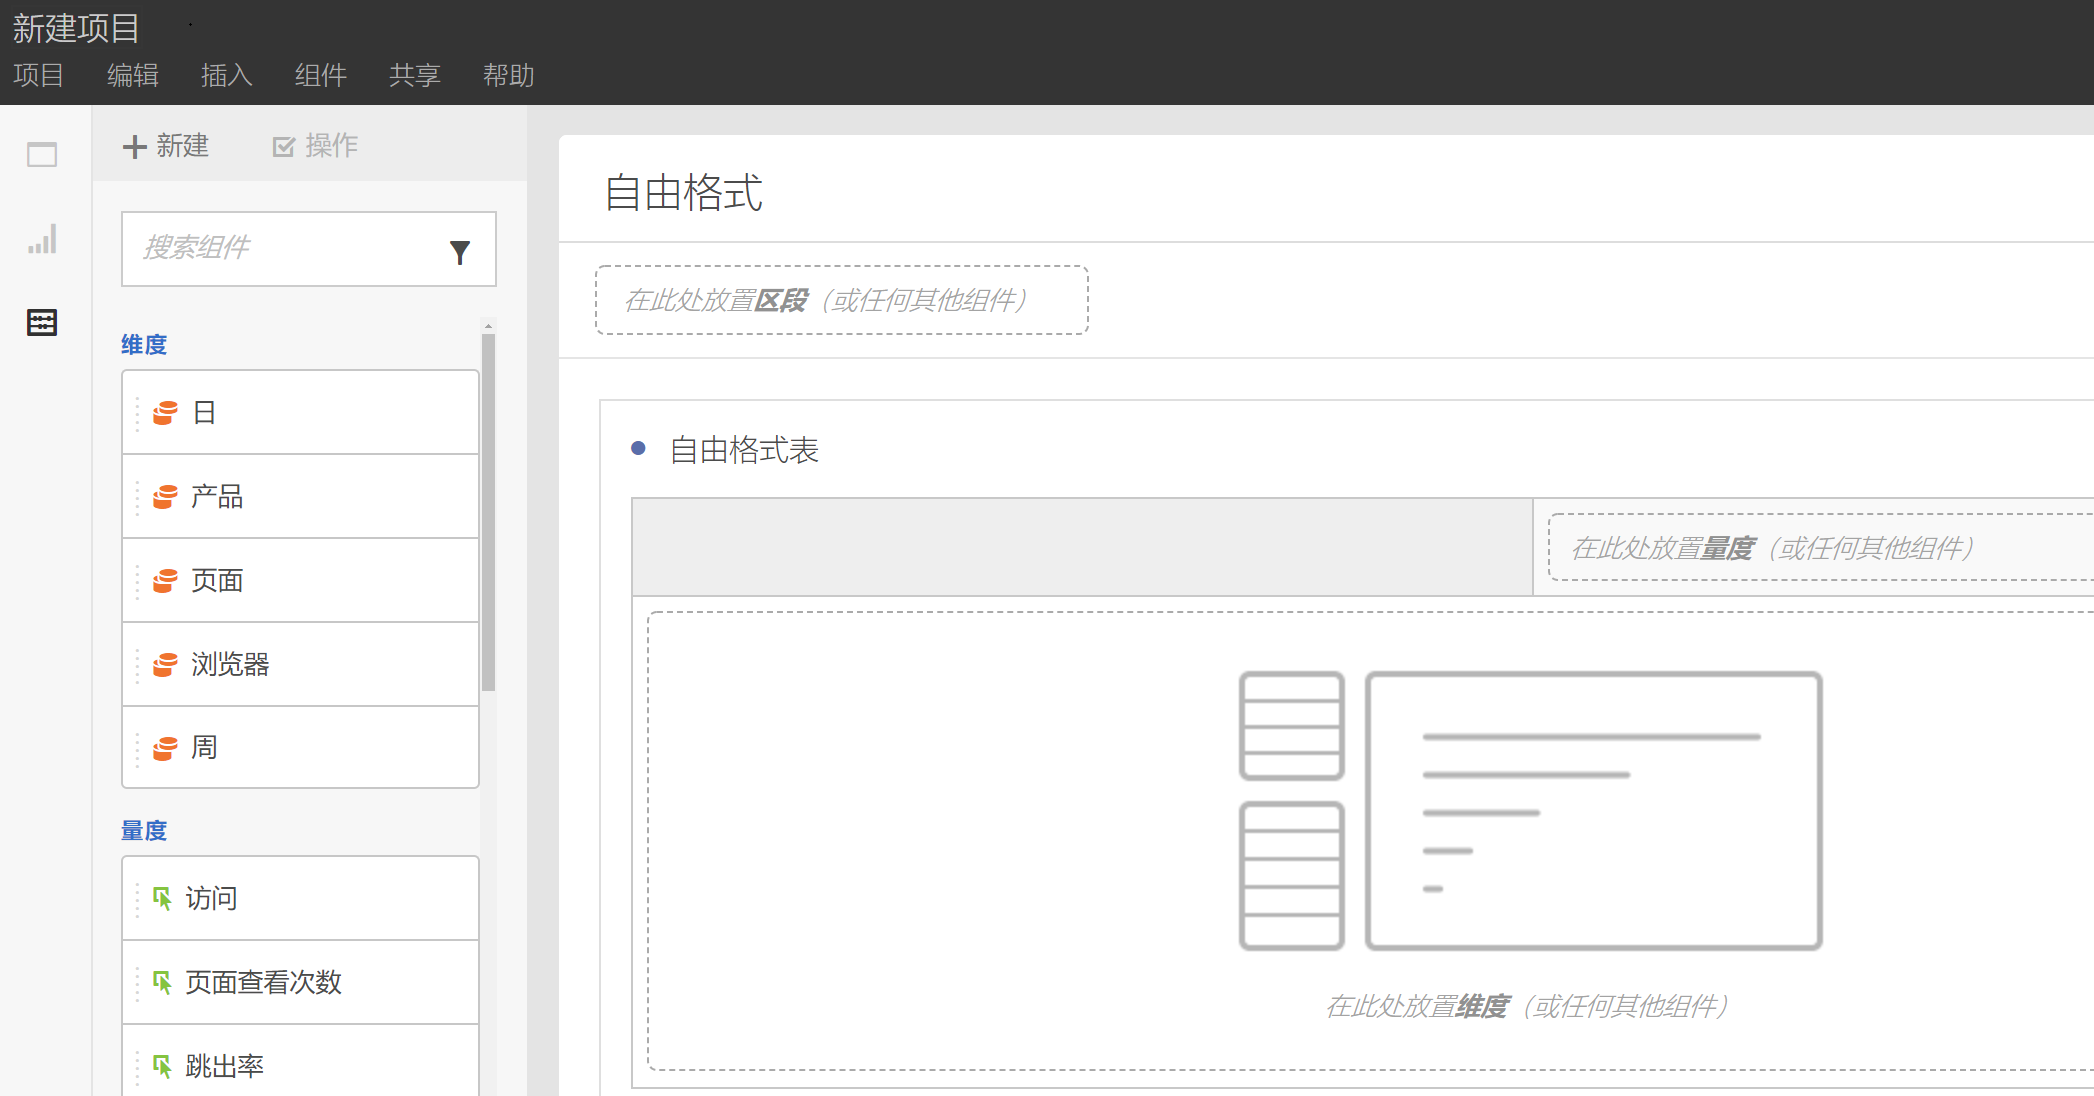 新建项目
项目 编辑 插入 组件 共享 帮助
新建 操作
搜索组件
维度
日
产品
页面
浏览器
周
量度
访问
页面查看次数
跳出率
自由格式
在此处放置区段（或任何其他组件）
自由格式表
在此处放置量度（或任何其他组件）
在此处放置维度（或任何其他组件）